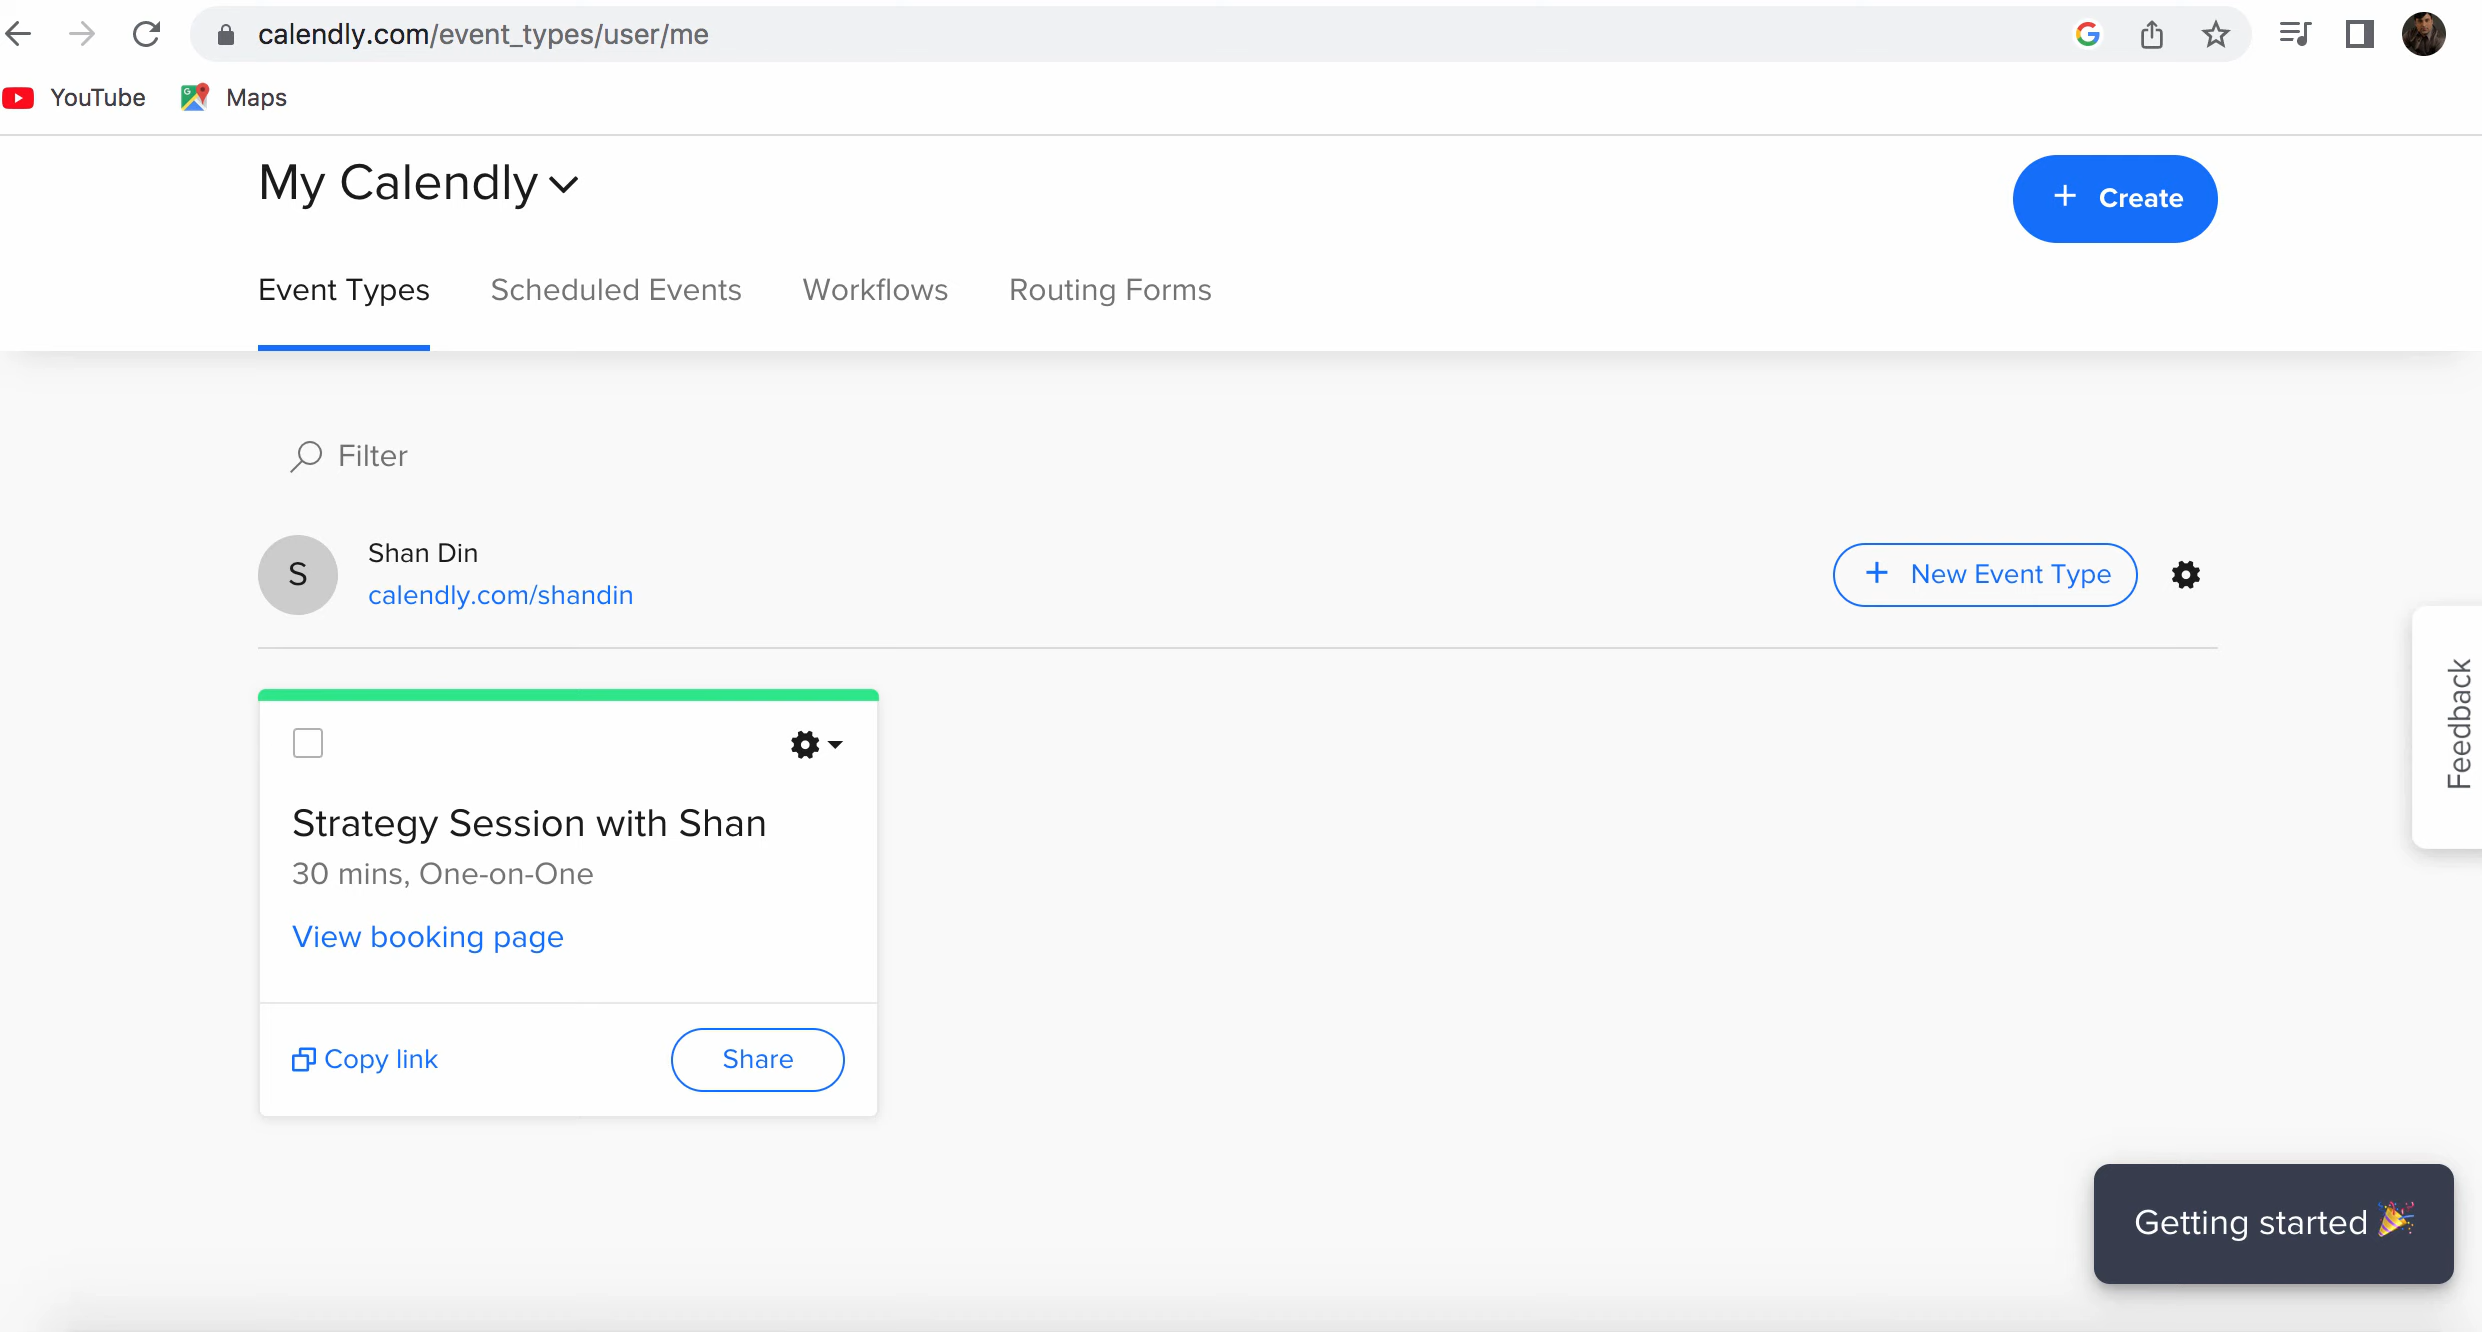 calendly.com/event_types/user/me
YouTube
Maps
My Calendly
+ Create
Event Types
Scheduled Events
Workflows
Routing Forms
Filter
S
Shan Din
calendly.com/shandin
+ New Event Type
Feedback
Strategy Session with Shan
30 mins, One-on-One
View booking page
Copy link
Share
Getting started 🎉